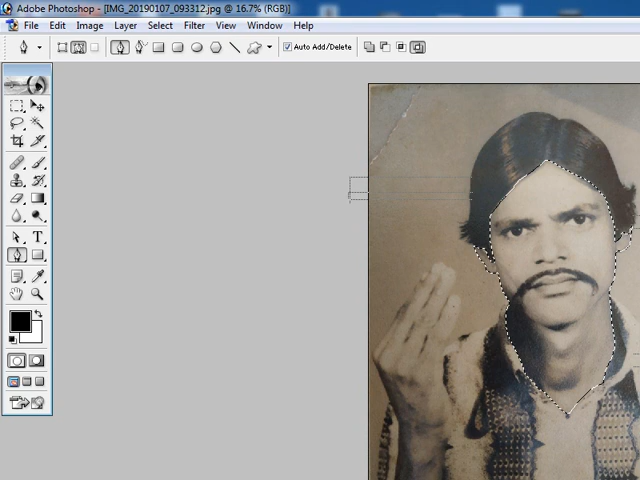 Adobe Photoshop - [IMG_20190107_093312.jpg @ 16.7% (RGB)]
File Edit Image Layer Select Filter View Window Help
Auto Add/Delete
T